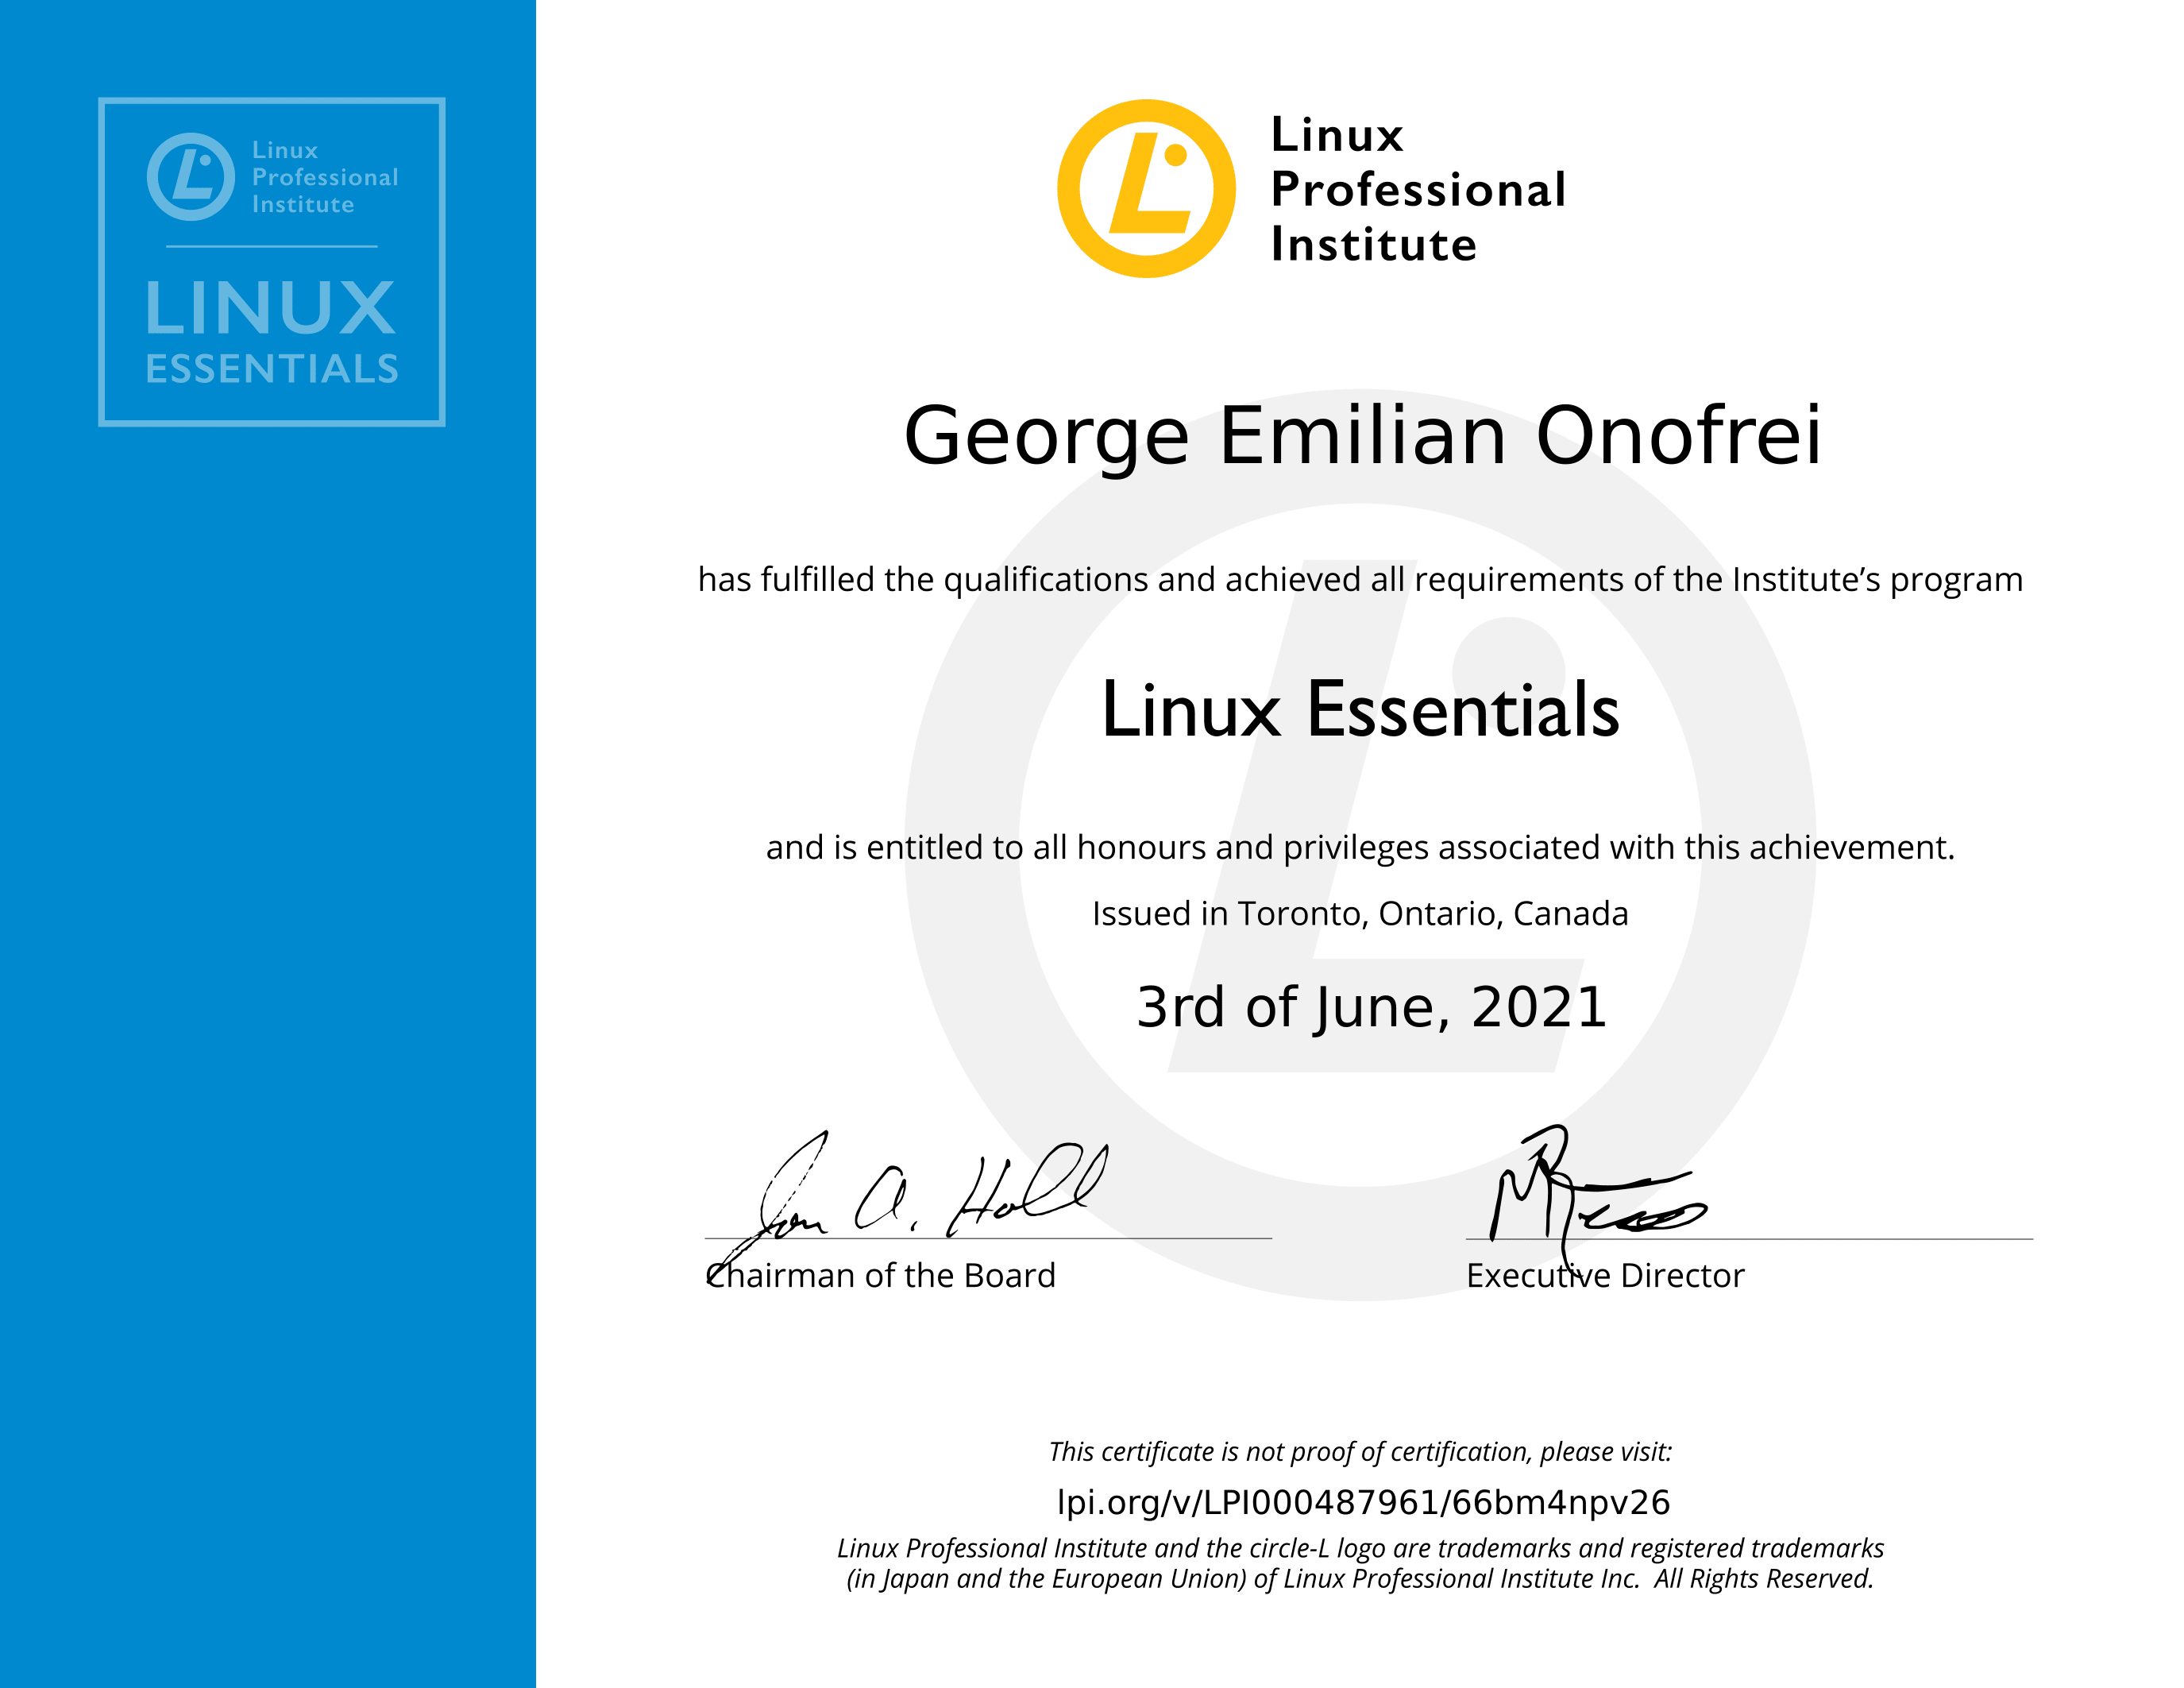 Linux
Professional
Institute
LINUX
ESSENTIALS
Linux
Professional
Institute
George Emilian Onofrei
has fulfilled the qualifications and achieved all requirements of the Institute’s program
Linux Essentials
and is entitled to all honours and privileges associated with this achievement.
Issued in Toronto, Ontario, Canada
3rd of June, 2021
Jon A. Hall
Chairman of the Board
Executive Director
This certificate is not proof of certification, please visit:
lpi.org/v/LPI000487961/66bm4npv26
Linux Professional Institute and the circle-L logo are trademarks and registered trademarks
(in Japan and the European Union) of Linux Professional Institute Inc.  All Rights Reserved.